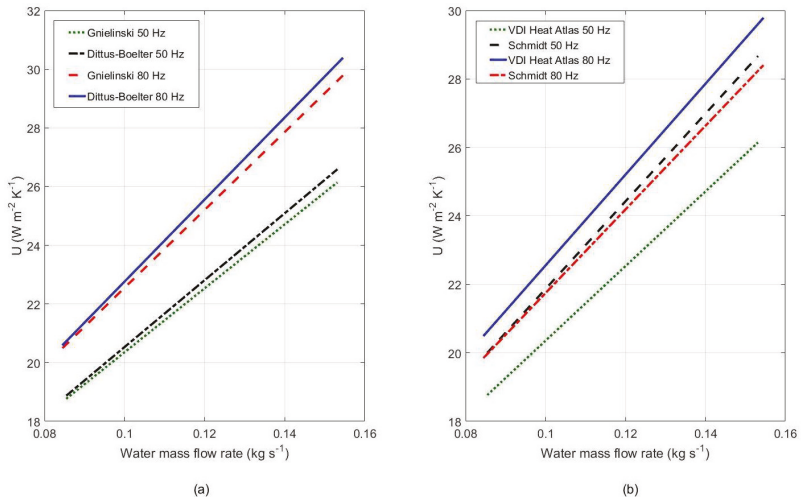 Gnielinski 50 Hz
Dittus-Boelter 50 Hz
Gnielinski 80 Hz
Dittus-Boelter 80 Hz
32
30
28
26
24
22
20
18
U (W m⁻² K⁻¹)
0.08 0.1 0.12 0.14 0.16
Water mass flow rate (kg s⁻¹)
(a)
VDI Heat Atlas 50 Hz
Schmidt 50 Hz
VDI Heat Atlas 80 Hz
Schmidt 80 Hz
30
28
26
24
22
20
18
U (W m⁻² K⁻¹)
0.08 0.1 0.12 0.14 0.16
Water mass flow rate (kg s⁻¹)
(b)